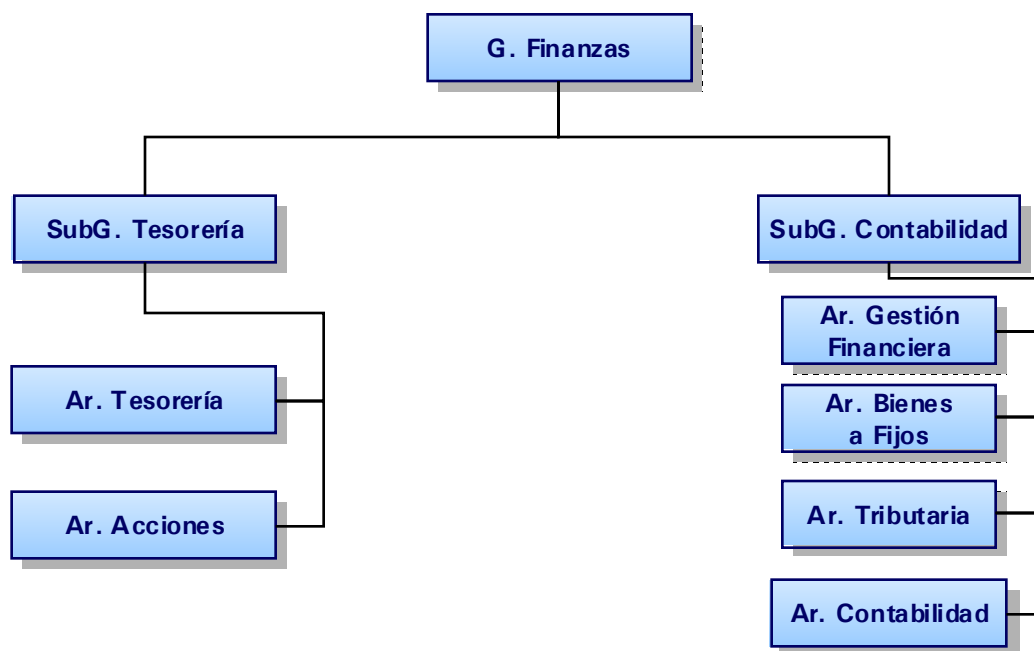 G. Finanzas
SubG. Tesorería
SubG. Contabilidad
Ar. Gestión
Financiera
Ar. Tesorería
Ar. Bienes
a Fijos
Ar. Acciones
Ar. Tributaria
Ar. Contabilidad